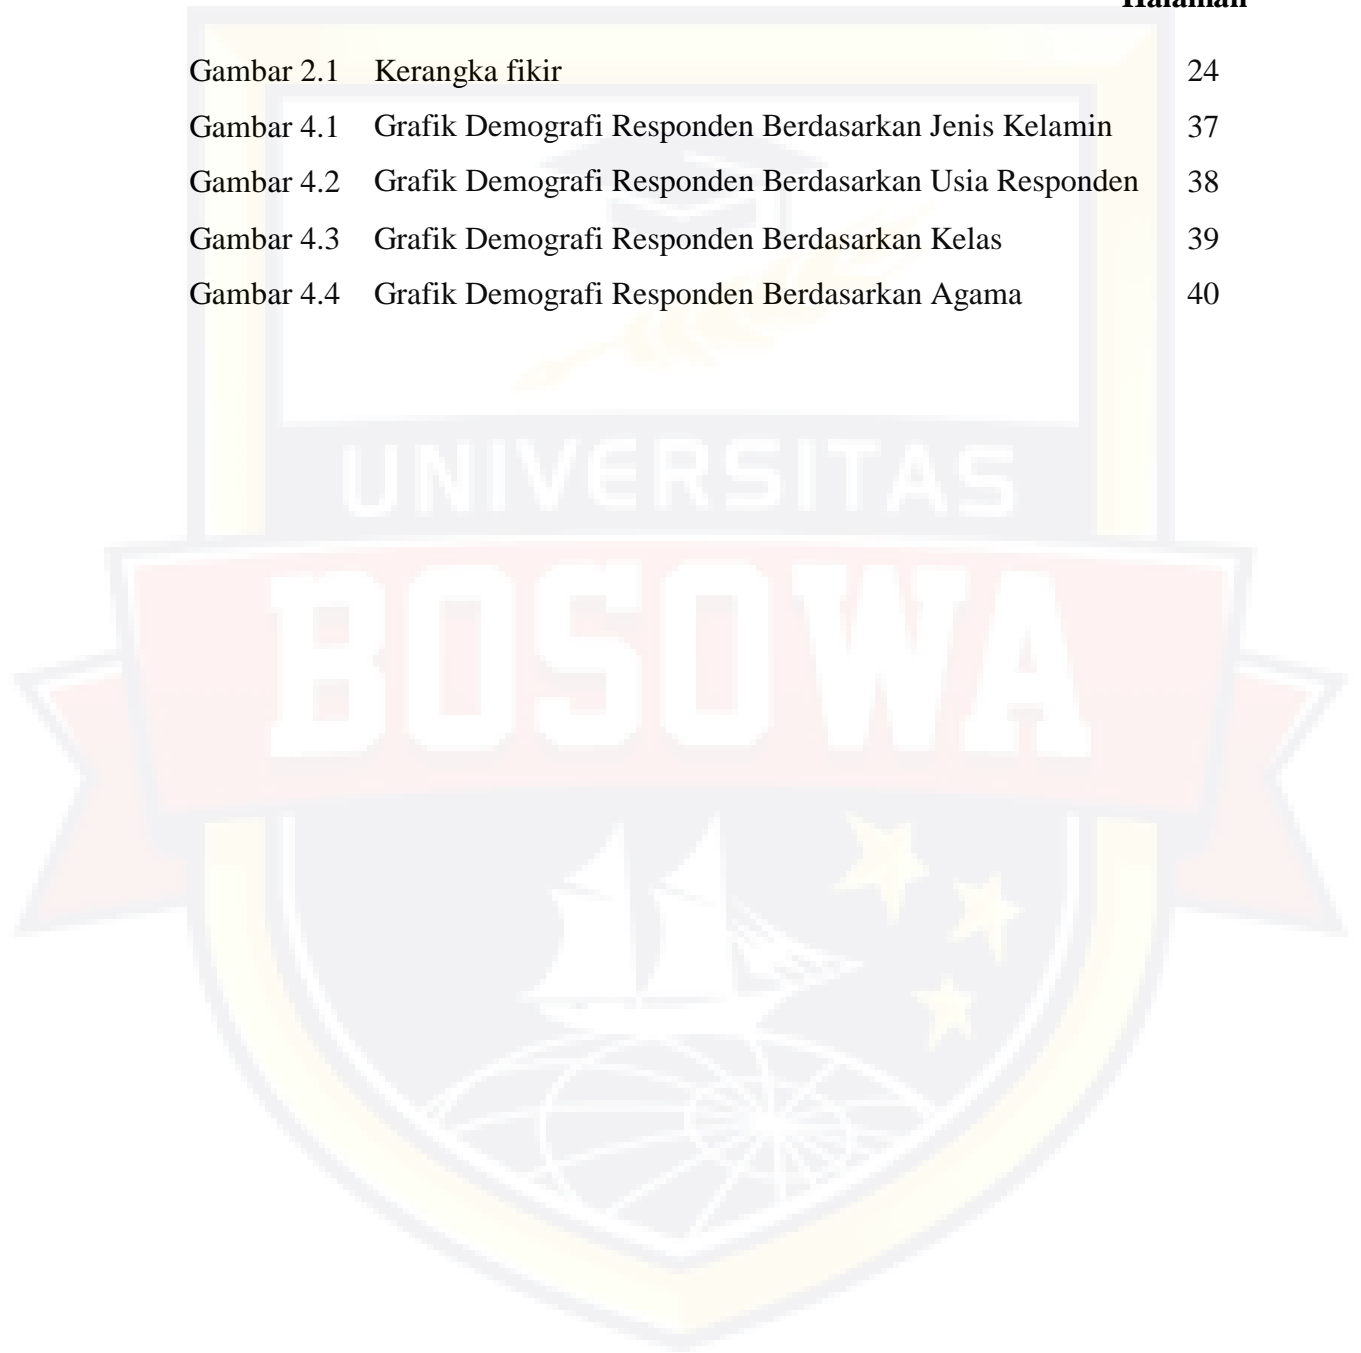 Halaman
Gambar 2.1 Kerangka fikir 24
Gambar 4.1 Grafik Demografi Responden Berdasarkan Jenis Kelamin 37
Gambar 4.2 Grafik Demografi Responden Berdasarkan Usia Responden 38
Gambar 4.3 Grafik Demografi Responden Berdasarkan Kelas 39
Gambar 4.4 Grafik Demografi Responden Berdasarkan Agama 40
UNIVERSITAS
BOSOWA